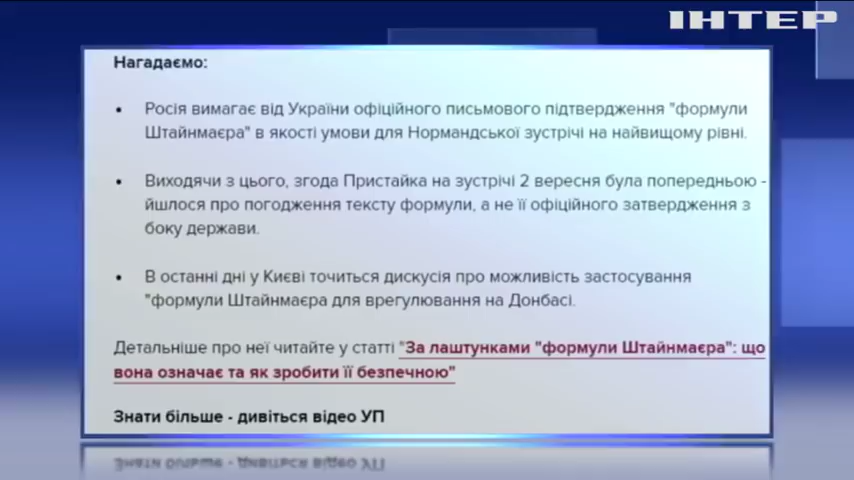 ІНТЕР
Нагадаємо:
• Росія вимагає від України офіційного письмового підтвердження "формули
Штайнмаєра" в якості умови для Нормандської зустрічі на найвищому рівні.
• Виходячи з цього, згода Пристайка на зустрічі 2 вересня була попередньою -
йшлося про погодження тексту формули, а не її офіційного затвердження з
боку держави.
• В останні дні у Києві точиться дискусія про можливість застосування
"формули Штайнмаєра для врегулювання на Донбасі.
Детальніше про неї читайте у статті "За лаштунками "формули Штайнмаєра": що
вона означає та як зробити її безпечною"
Знати більше - дивіться відео УП